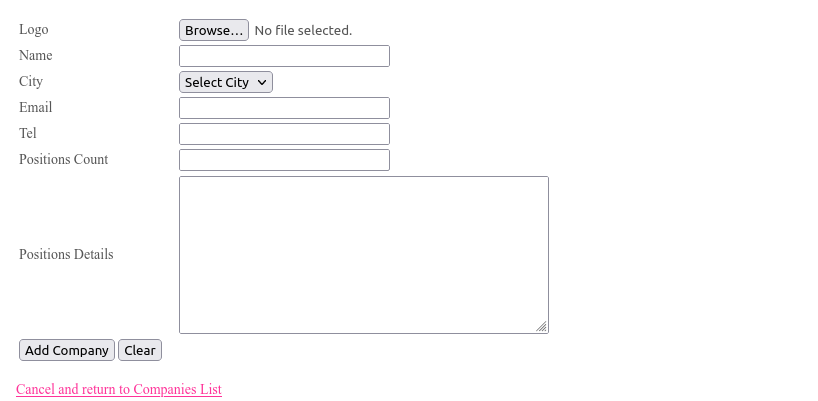 Logo Browse... No file selected.
Name
City Select City
Email
Tel
Positions Count
Positions Details
Add Company Clear
Cancel and return to Companies List